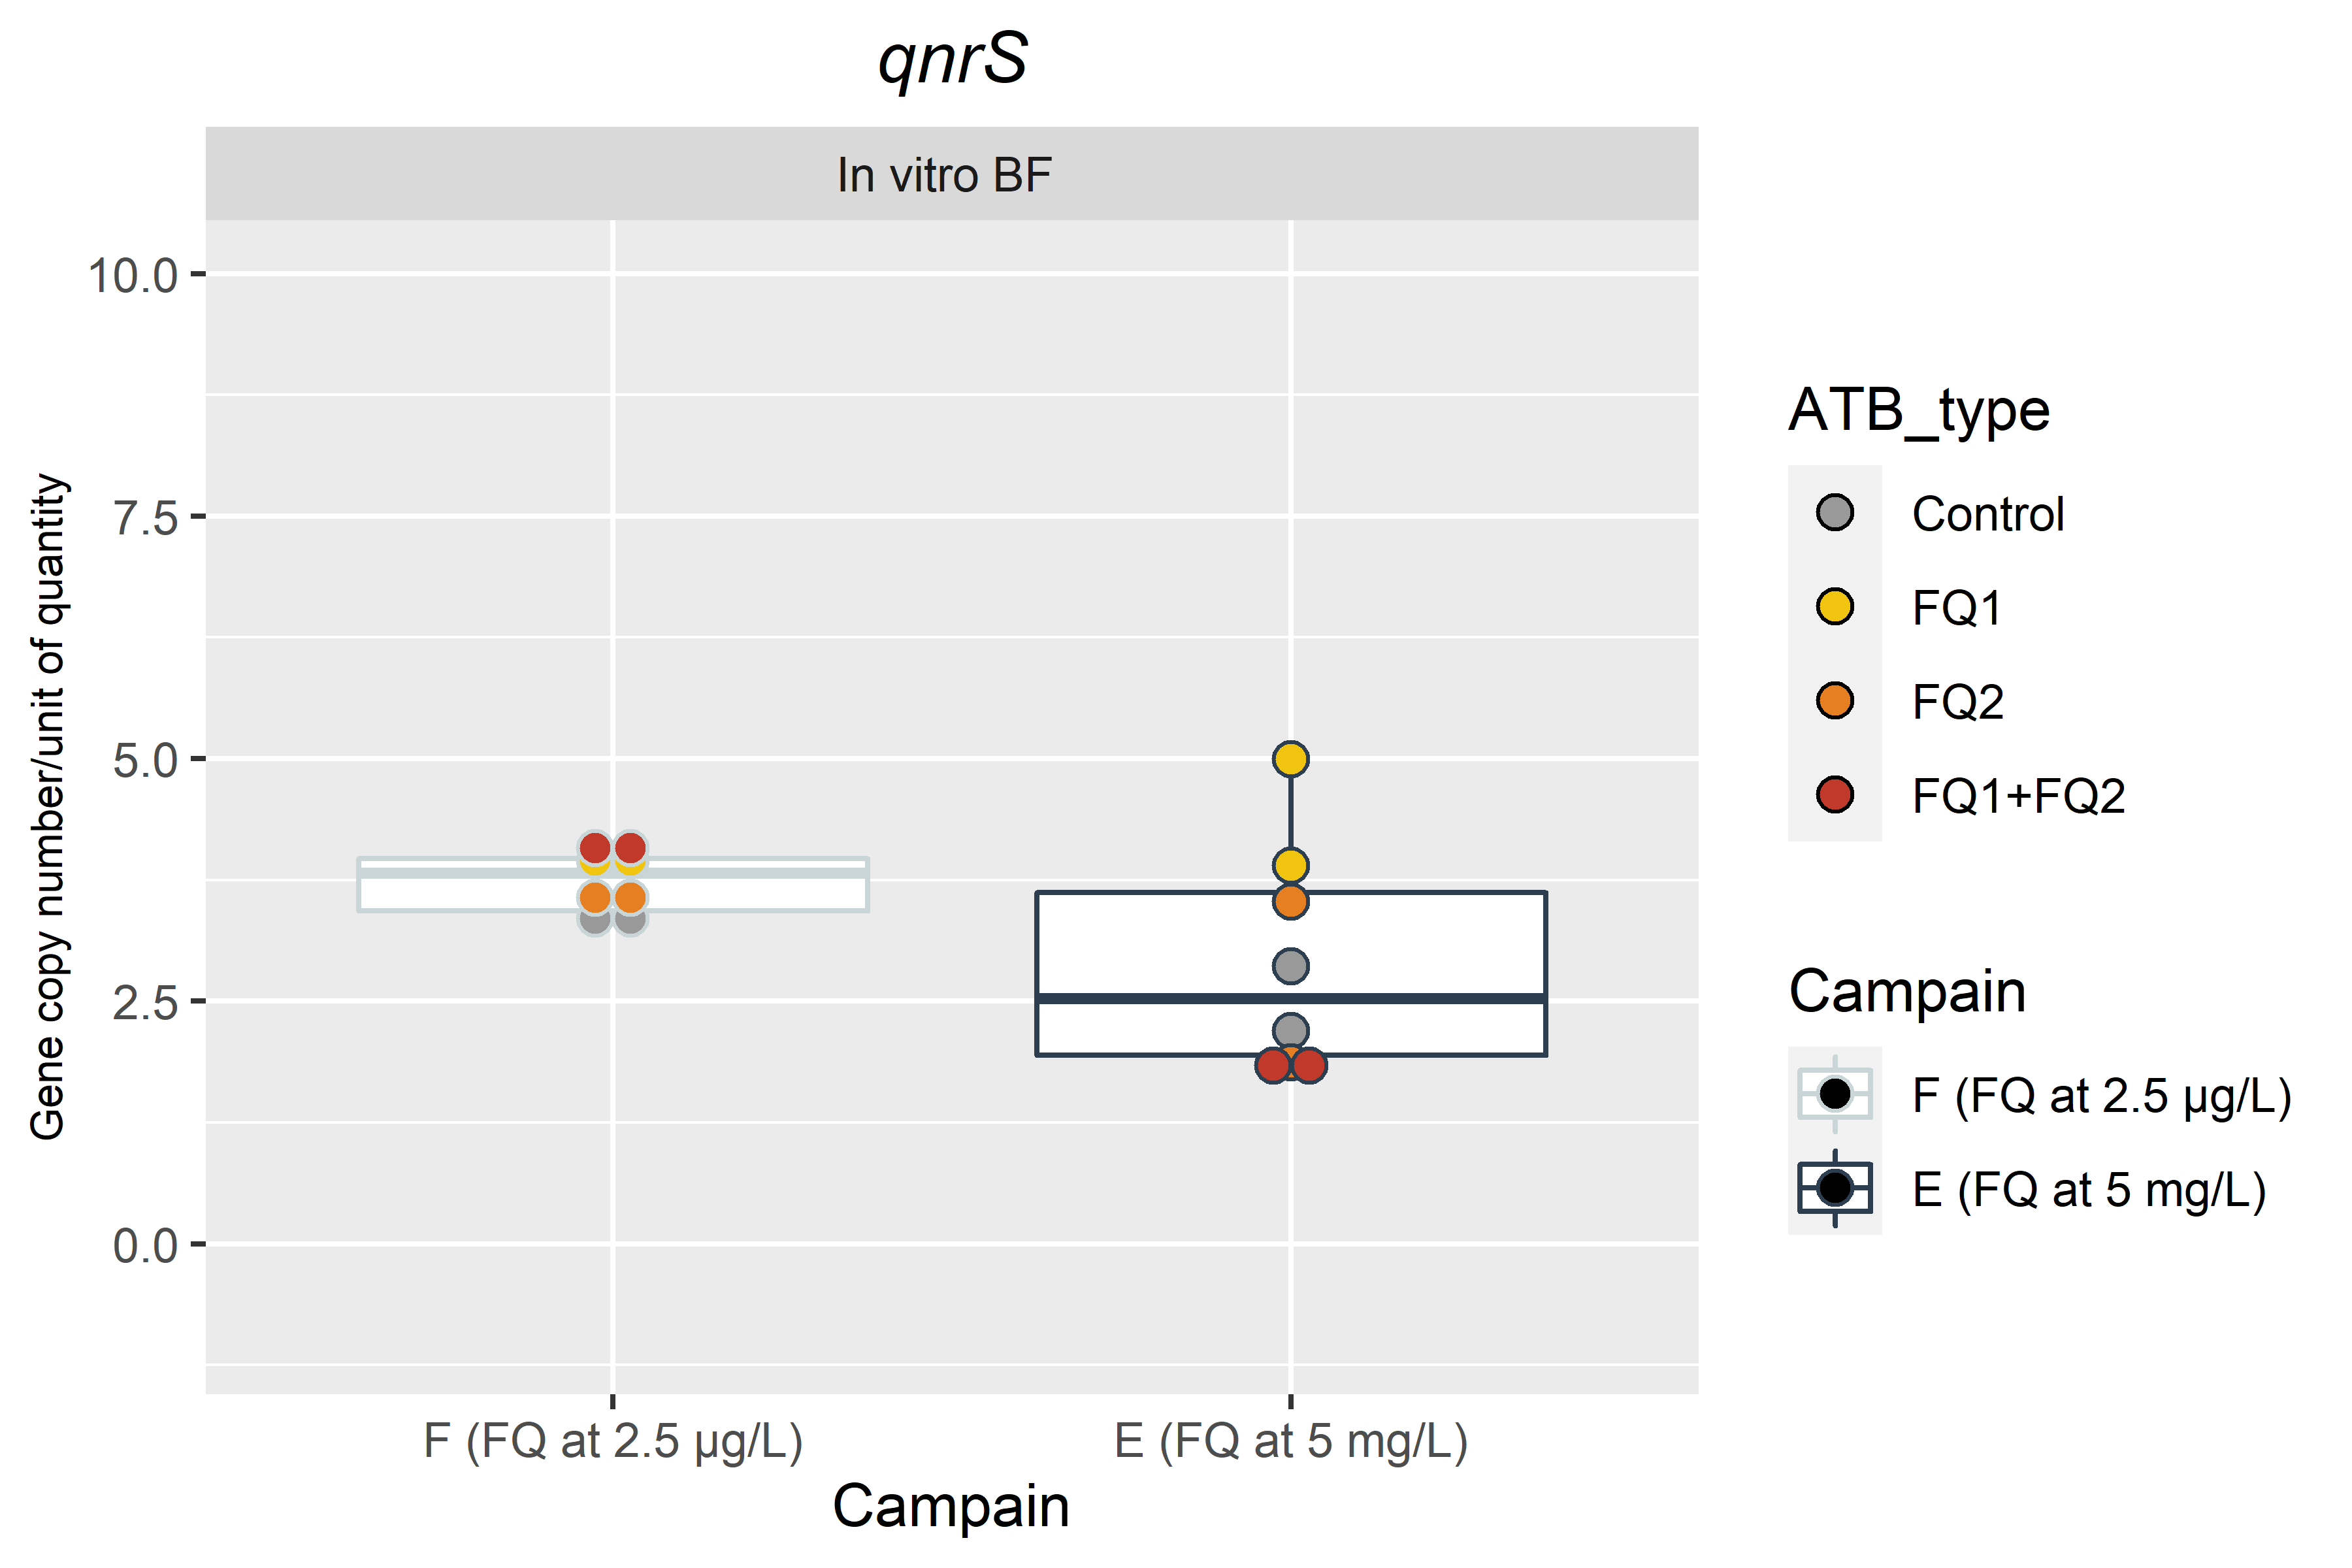 qnrS
In vitro BF
10.0
7.5
5.0
2.5
0.0
Gene copy number/unit of quantity
F (FQ at 2.5 µg/L)
E (FQ at 5 mg/L)
Campain
ATB_type
Control
FQ1
FQ2
FQ1+FQ2
Campain
F (FQ at 2.5 µg/L)
E (FQ at 5 mg/L)